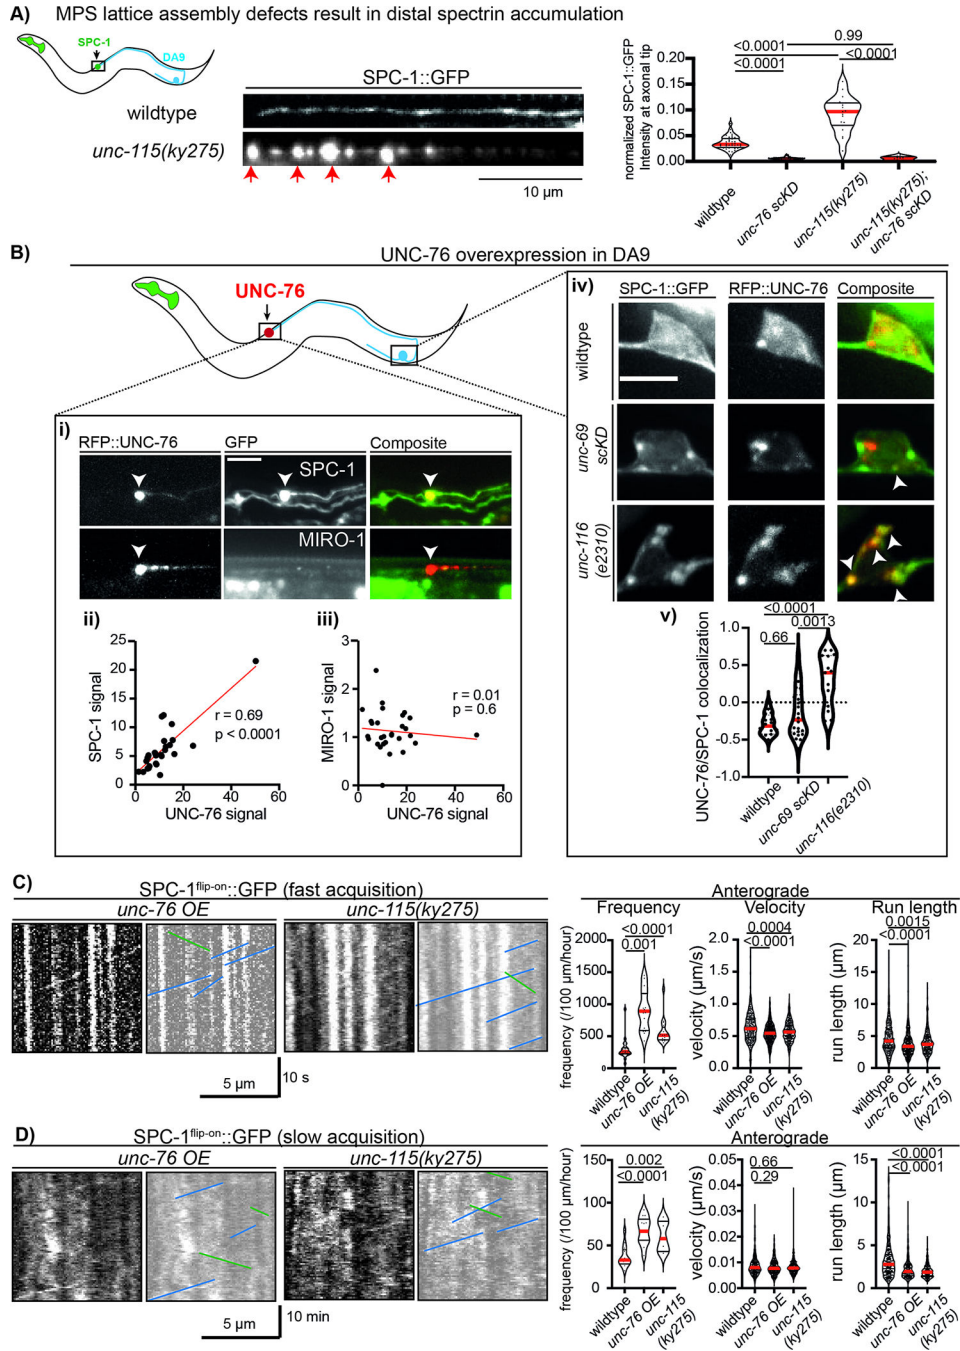 A) MPS lattice assembly defects result in distal spectrin accumulation
SPC-1
DA9
SPC-1::GFP
wildtype
unc-115(ky275)
10 µm
normalized SPC-1::GFP
Intensity at axonal tip
0.20
0.15
0.10
0.05
0.00
0.99
<0.0001
<0.0001
<0.0001
wildtype
unc-76 scKD
unc-115(ky275)
unc-115(ky275);
unc-76 scKD
B)
UNC-76 overexpression in DA9
UNC-76
i)
RFP::UNC-76
GFP
Composite
SPC-1
MIRO-1
ii)
SPC-1 signal
25
20
15
10
5
0
r = 0.69
p < 0.0001
0
20
40
60
UNC-76 signal
iii)
MIRO-1 signal
3
2
1
0
r = 0.01
p = 0.6
0
20
40
60
UNC-76 signal
iv)
SPC-1::GFP
RFP::UNC-76
Composite
wildtype
unc-69
scKD
unc-116
(e2310)
v)
UNC-76/SPC-1 colocalization
1.0
0.5
0.0
-0.5
-1.0
<0.0001
0.0013
0.66
wildtype
unc-69 scKD
unc-116(e2310)
C)
SPC-1flip-on::GFP (fast acquisition)
unc-76 OE
unc-115(ky275)
5 µm
10 s
Anterograde
Frequency
Velocity
Run length
frequency (/100 µm/hour)
2000
1500
1000
500
0
<0.0001
0.001
wildtype
unc-76 OE
unc-115
(ky275)
velocity (µm/s)
2.0
1.5
1.0
0.5
0.0
0.0004
<0.0001
wildtype
unc-76 OE
unc-115
(ky275)
run length (µm)
20
15
10
5
0
0.0015
<0.0001
wildtype
unc-76 OE
unc-115
(ky275)
D)
SPC-1flip-on::GFP (slow acquisition)
unc-76 OE
unc-115(ky275)
5 µm
10 min
Anterograde
frequency (/100 µm/hour)
150
100
50
0
0.002
<0.0001
wildtype
unc-76 OE
unc-115
(ky275)
velocity (µm/s)
0.05
0.04
0.03
0.02
0.01
0.00
0.66
0.29
wildtype
unc-76 OE
unc-115
(ky275)
run length (µm)
15
10
5
0
<0.0001
<0.0001
wildtype
unc-76 OE
unc-115
(ky275)